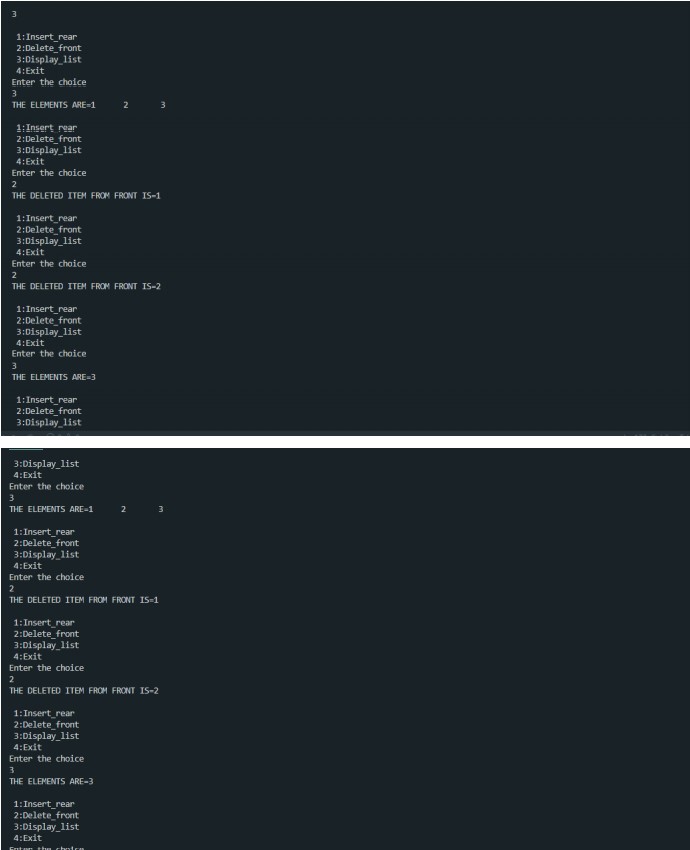 3
1:Insert_rear
2:Delete_front
3:Display_list
4:Exit
Enter the choice
3
THE ELEMENTS ARE=1 2 3
1:Insert_rear
2:Delete_front
3:Display_list
4:Exit
Enter the choice
2
THE DELETED ITEM FROM FRONT IS=1
1:Insert_rear
2:Delete_front
3:Display_list
4:Exit
Enter the choice
2
THE DELETED ITEM FROM FRONT IS=2
1:Insert_rear
2:Delete_front
3:Display_list
4:Exit
Enter the choice
3
THE ELEMENTS ARE=3
1:Insert_rear
2:Delete_front
3:Display_list
3:Display_list
4:Exit
Enter the choice
3
THE ELEMENTS ARE=1 2 3
1:Insert_rear
2:Delete_front
3:Display_list
4:Exit
Enter the choice
2
THE DELETED ITEM FROM FRONT IS=1
1:Insert_rear
2:Delete_front
3:Display_list
4:Exit
Enter the choice
2
THE DELETED ITEM FROM FRONT IS=2
1:Insert_rear
2:Delete_front
3:Display_list
4:Exit
Enter the choice
3
THE ELEMENTS ARE=3
1:Insert_rear
2:Delete_front
3:Display_list
4:Exit
Enter the choice